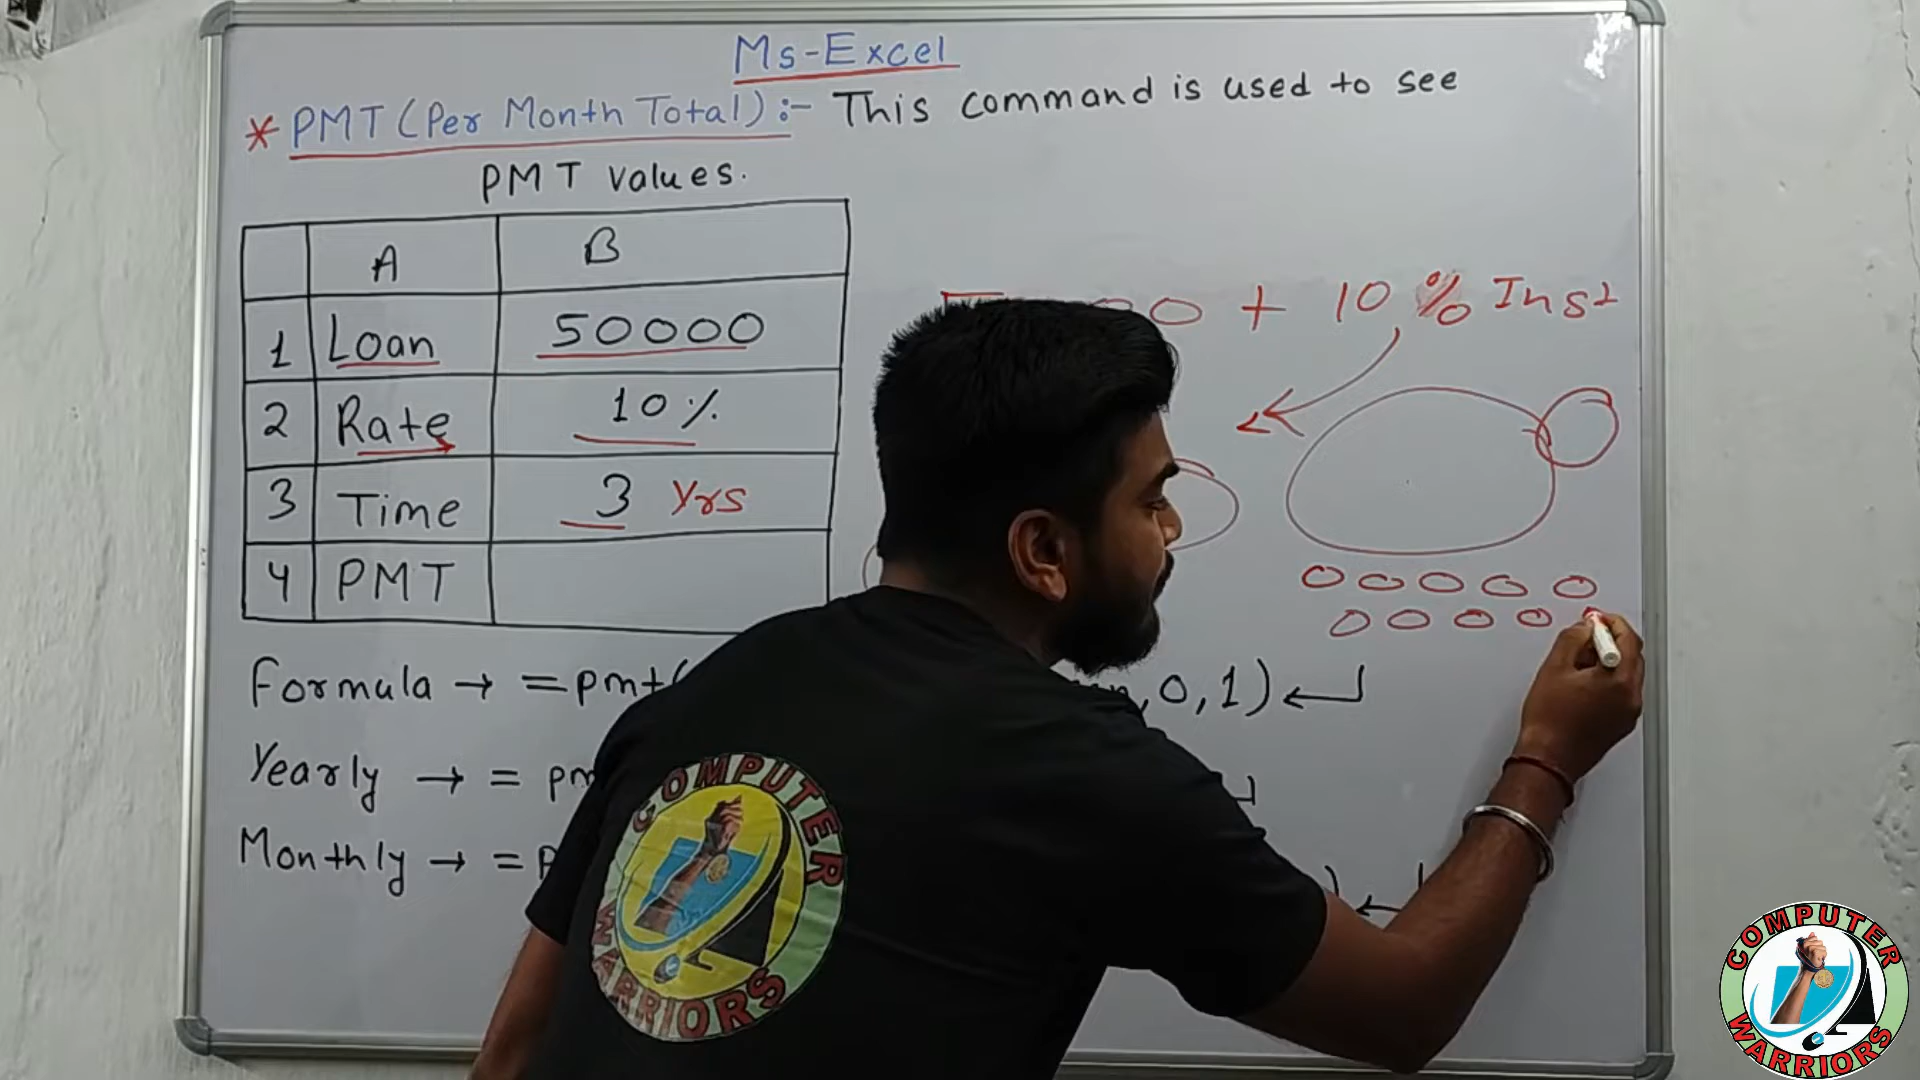 Ms-Excel
* PMT (Per Month Total) :- This command is used to see
PMT values.
A B
1 Loan 50000
2 Rate 10%
3 Time 3 Yrs
4 PMT
+ 10 % Inst
Formula → =pmt( ,0,1)
Yearly → =
Monthly → =
COMPUTER
WARRIORS
COMPUTER
WARRIORS